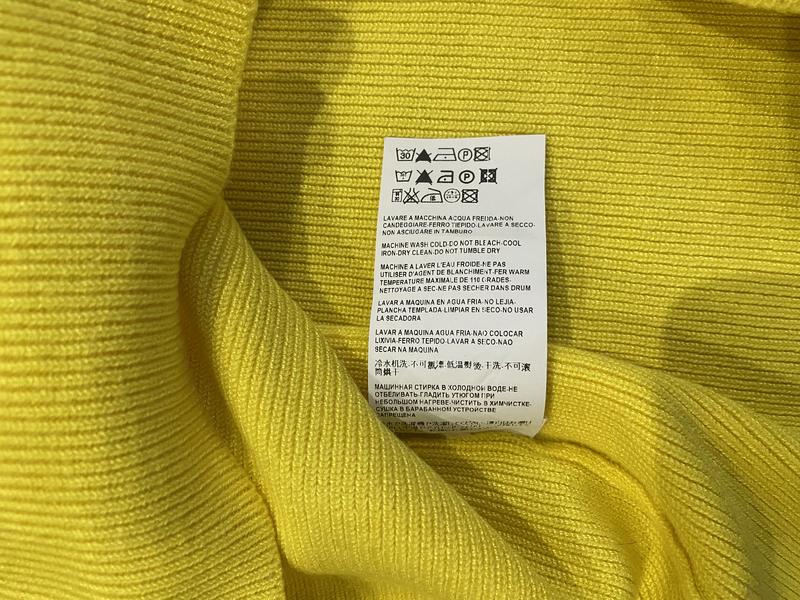 30 P
P
LAVARE A MACCHINA ACQUA FREDDA-NON
CANDEGGIARE-FERRO TIEPIDO-LAVARE A SECCO-
NON ASCIUGARE IN TAMBURO
MACHINE WASH COLD-DO NOT BLEACH-COOL
IRON-DRY CLEAN-DO NOT TUMBLE DRY
MACHINE A LAVER L'EAU FROIDE-NE PAS
UTILISER D'AGENT DE BLANCHIMENT-FER WARM
TEMPERATURE MAXIMALE DE 110 GRADES-
NETTOYAGE A SEC-NE PAS SECHER DANS DRUM
LAVAR A MAQUINA EN AGUA FRIA-NO LEJIA-
PLANCHA TEMPLADA-LIMPIAR EN SECO-NO USAR
LA SECADORA
LAVAR A MAQUINA AGUA FRIA-NAO COLOCAR
LIXIVIA-FERRO TEPIDO-LAVAR A SECO-NAO
SECAR NA MAQUINA
冷水机洗-不可氯漂-低温熨烫-干洗-不可滚
筒烘干
МАШИННАЯ СТИРКА В ХОЛОДНОЙ ВОДЕ-НЕ
ОТБЕЛИВАТЬ-ГЛАДИТЬ УТЮГОМ ПРИ
НЕБОЛЬШОМ НАГРЕВЕ-ЧИСТИТЬ В ХИМЧИСТКЕ-
СУШКА В БАРАБАННОМ УСТРОЙСТВЕ
ЗАПРЕЩЕНА